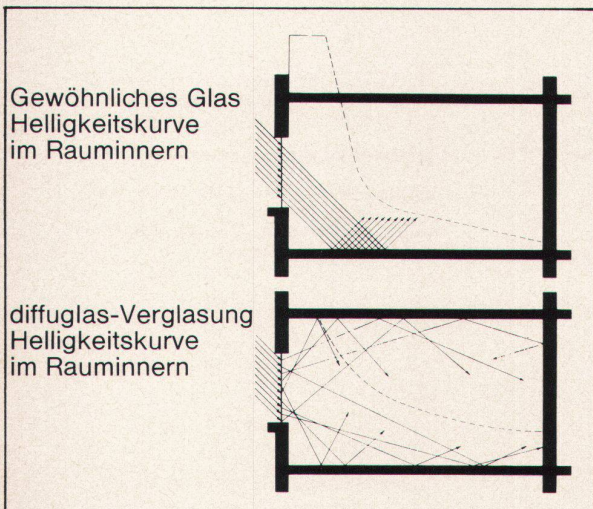 Gewöhnliches Glas
Helligkeitskurve
im Rauminnern
diffuglas-Verglasung
Helligkeitskurve
im Rauminnern